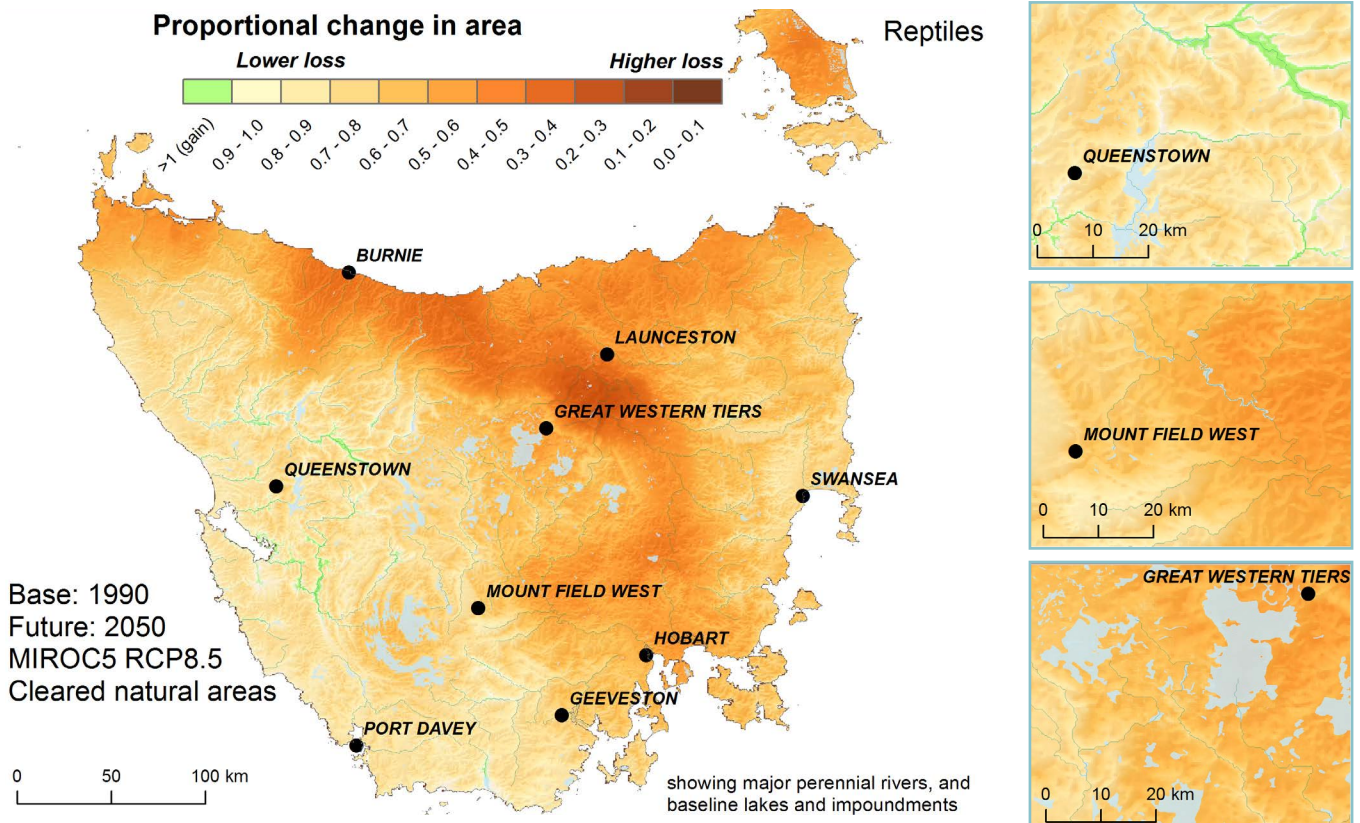 Proportional change in area
Reptiles
Lower loss
Higher loss
>1 (gain)
0.9 - 1.0
0.8 - 0.9
0.7 - 0.8
0.6 - 0.7
0.5 - 0.6
0.4 - 0.5
0.3 - 0.4
0.2 - 0.3
0.1 - 0.2
0.0 - 0.1
BURNIE
LAUNCESTON
GREAT WESTERN TIERS
QUEENSTOWN
SWANSEA
MOUNT FIELD WEST
HOBART
GEEVESTON
PORT DAVEY
Base: 1990
Future: 2050
MIROC5 RCP8.5
Cleared natural areas
0 50 100 km
showing major perennial rivers, and
baseline lakes and impoundments
QUEENSTOWN
0 10 20 km
MOUNT FIELD WEST
0 10 20 km
GREAT WESTERN TIERS
0 10 20 km